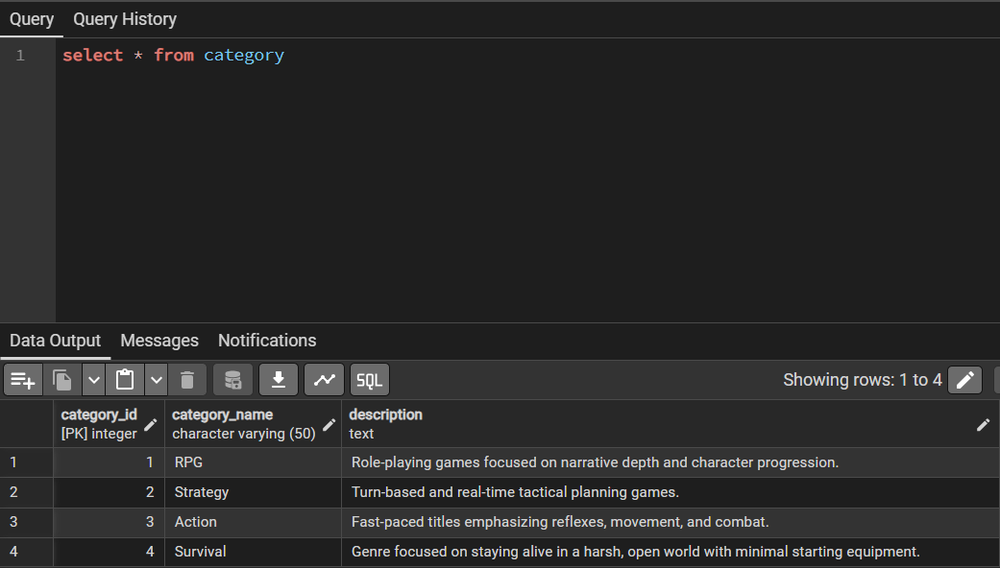 Query Query History
1 select * from category
Data Output Messages Notifications
SQL Showing rows: 1 to 4
category_id category_name description
[PK] integer character varying (50) text
1 1 RPG Role-playing games focused on narrative depth and character progression.
2 2 Strategy Turn-based and real-time tactical planning games.
3 3 Action Fast-paced titles emphasizing reflexes, movement, and combat.
4 4 Survival Genre focused on staying alive in a harsh, open world with minimal starting equipment.